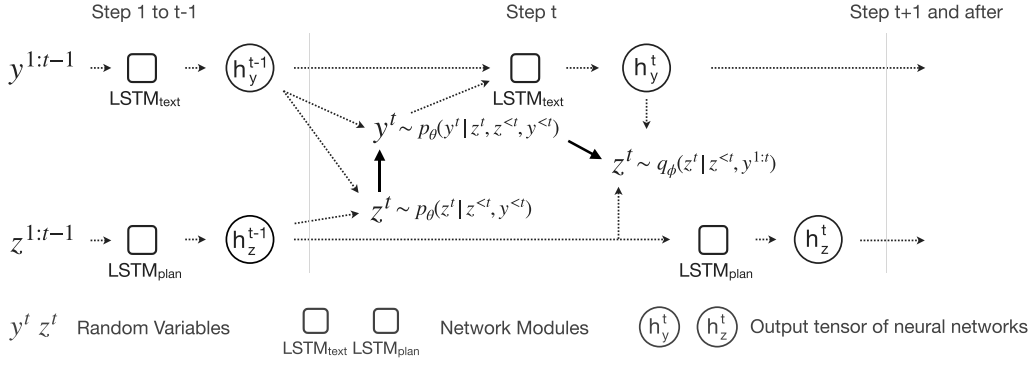 Step 1 to t-1
Step t
Step t+1 and after
y^{1:t−1}
LSTM_text
h_y^{t-1}
LSTM_text
h_y^t
y^t ~ p_θ(y^t | z^t, z^{<t}, y^{<t})
z^t ~ q_ϕ(z^t | z^{<t}, y^{1:t})
z^t ~ p_θ(z^t | z^{<t}, y^{<t})
z^{1:t−1}
LSTM_plan
h_z^{t-1}
LSTM_plan
h_z^t
y^t z^t Random Variables
LSTM_text LSTM_plan Network Modules
h_y^t h_z^t Output tensor of neural networks